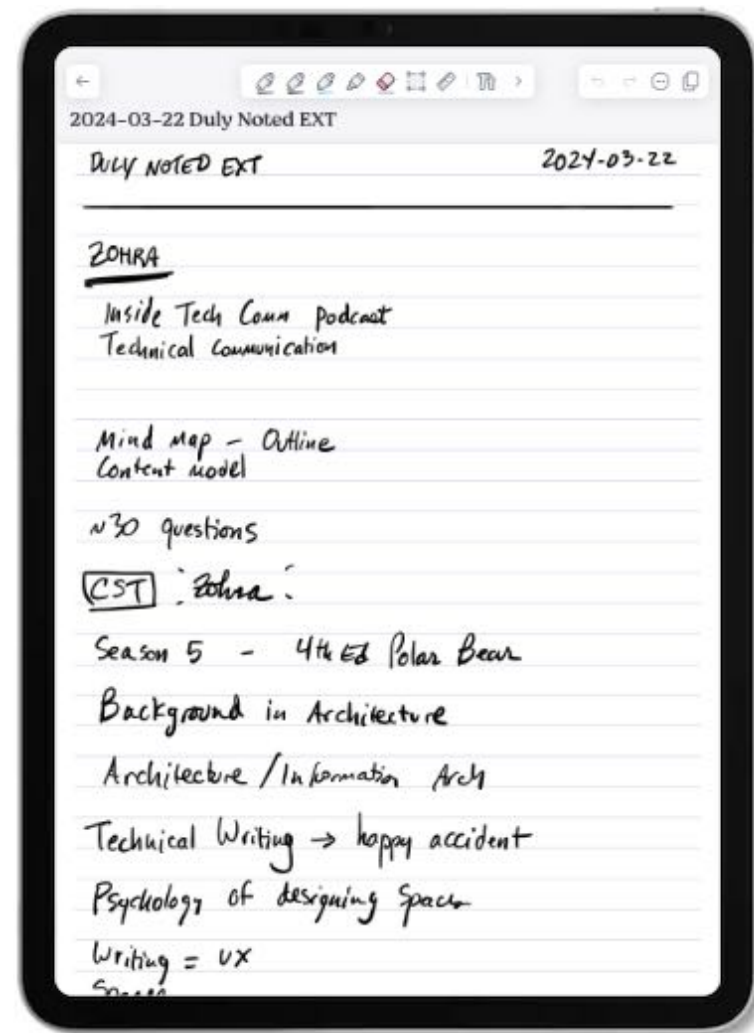 2024-03-22 Duly Noted EXT
DULY NOTED EXT 2024-03-22
ZOHRA
Inside Tech Comm Podcast
Technical Communication
Mind Map - Outline
Content model
~30 questions
CST : Zohra :
Season 5 - 4th Ed Polar Bear
Background in Architecture
Architecture / Information Arch
Technical Writing → happy accident
Psychology of designing Spaces
Writing = UX